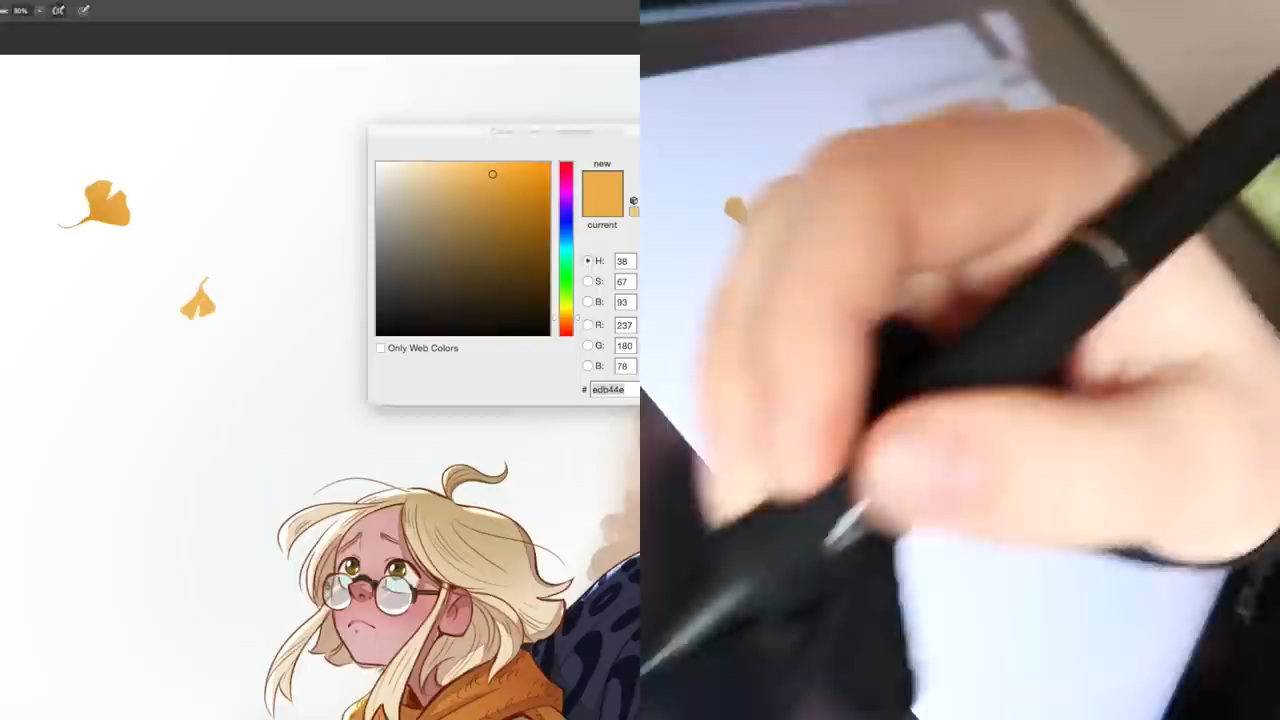 80%
new
current
H: 38
S: 67
B: 93
R: 237
G: 180
B: 78
Only Web Colors
# edb44e